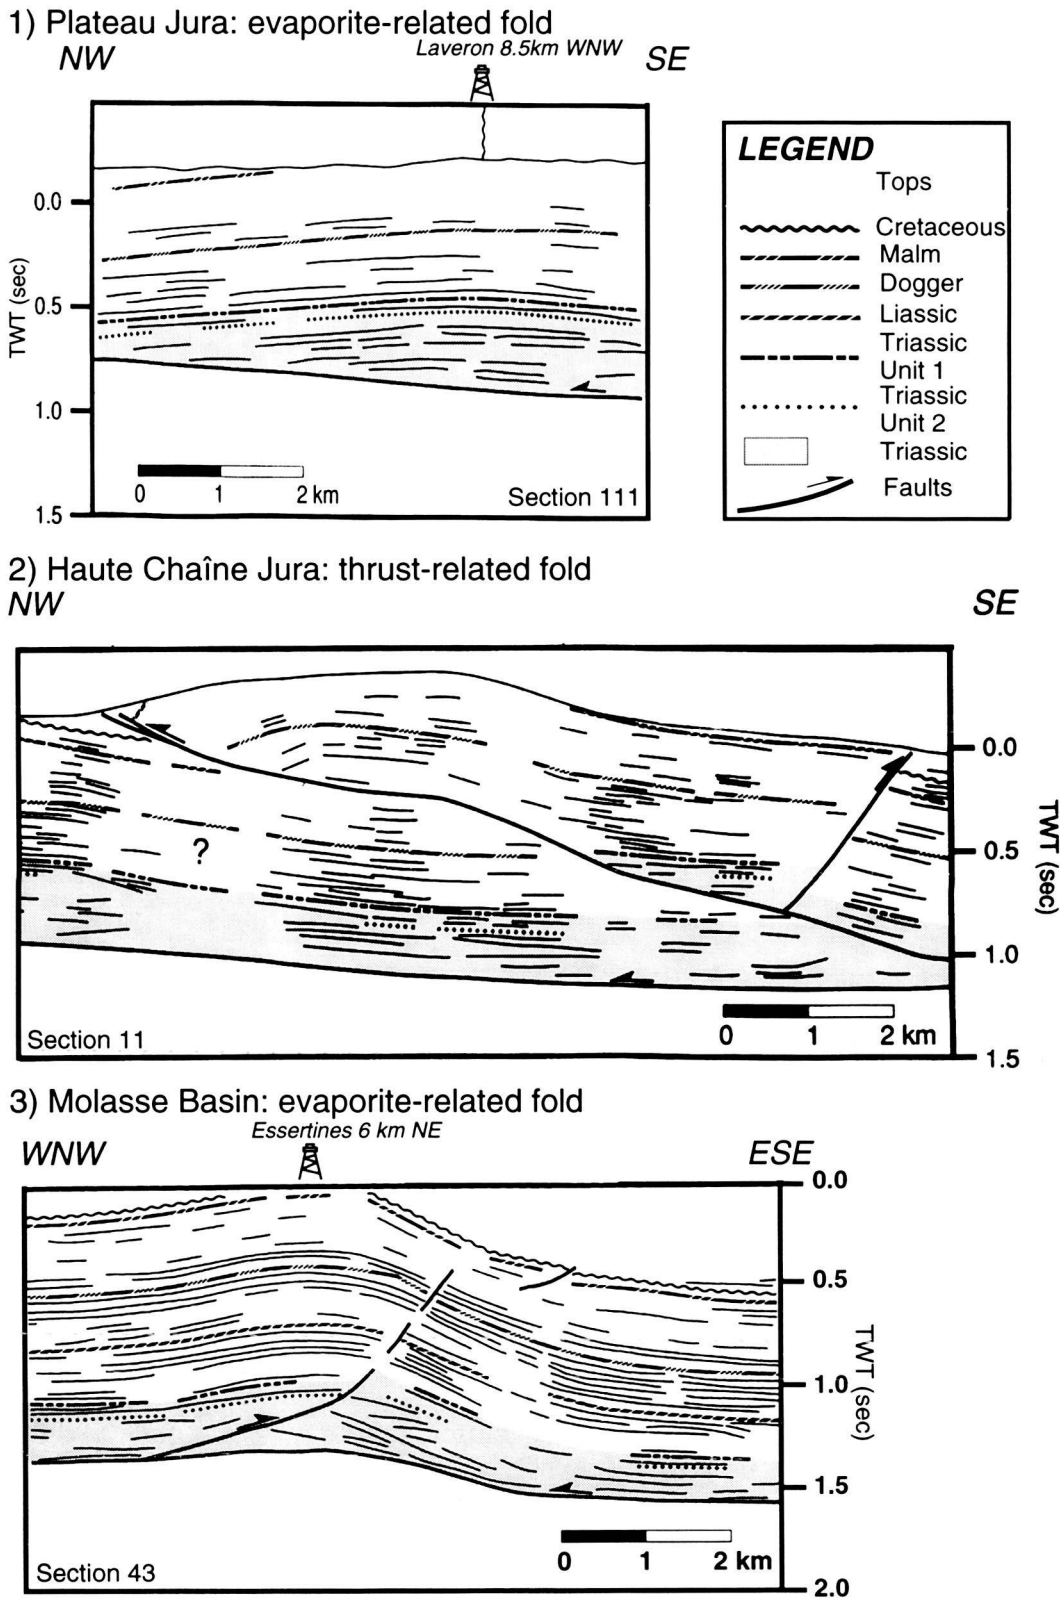 1) Plateau Jura: evaporite-related fold
NW
Laveron 8.5km WNW
SE
0.0
0.5
1.0
1.5
TWT (sec)
0 1 2 km
Section 111
LEGEND
Tops
Cretaceous
Malm
Dogger
Liassic
Triassic
Unit 1
Triassic
Unit 2
Triassic
Faults
2) Haute Chaîne Jura: thrust-related fold
NW
SE
?
0.0
0.5
1.0
1.5
TWT (sec)
0 1 2 km
Section 11
3) Molasse Basin: evaporite-related fold
Essertines 6 km NE
WNW
ESE
0.0
0.5
1.0
1.5
2.0
TWT (sec)
0 1 2 km
Section 43